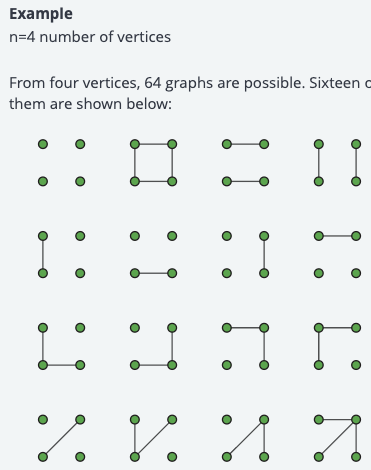 Example
n=4 number of vertices
From four vertices, 64 graphs are possible. Sixteen
them are shown below: